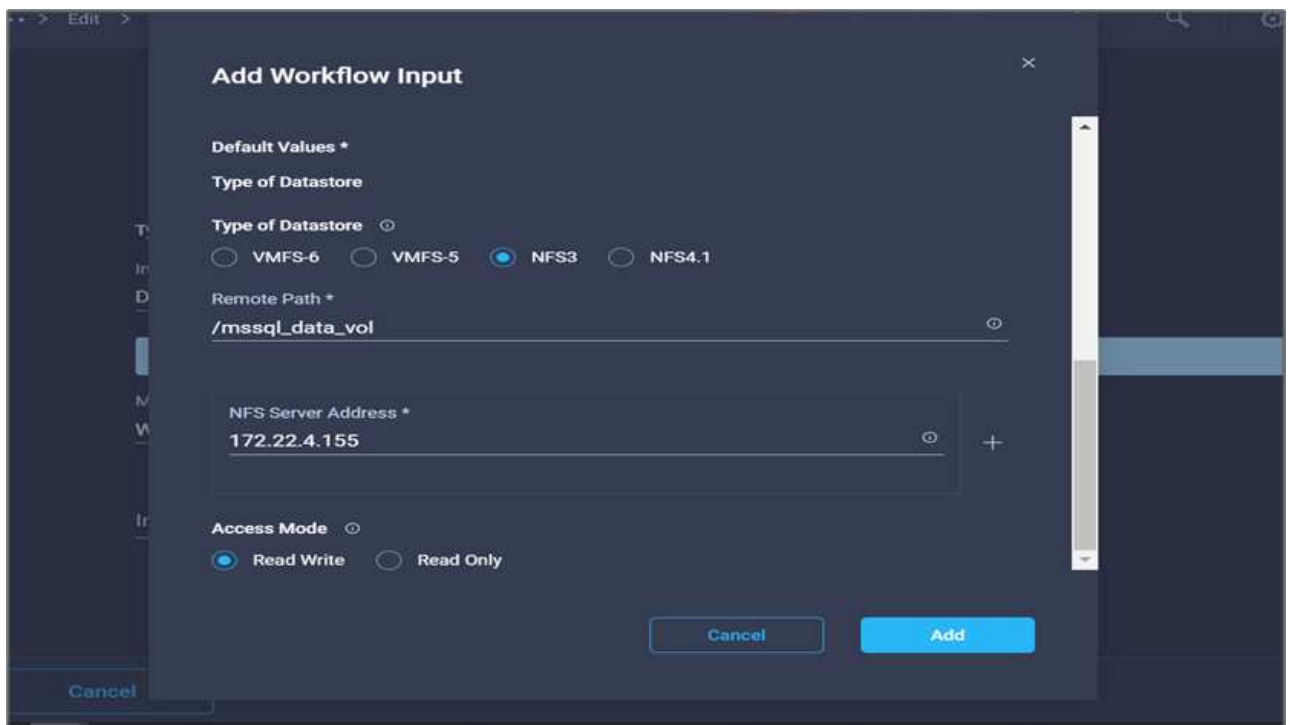 > Edit >
Add Workflow Input
Default Values *
Type of Datastore
Type of Datastore
VMFS-6 VMFS-5 NFS3 NFS4.1
Remote Path *
/mssql_data_vol
NFS Server Address *
172.22.4.155
Access Mode
Read Write Read Only
Cancel Add
Cancel